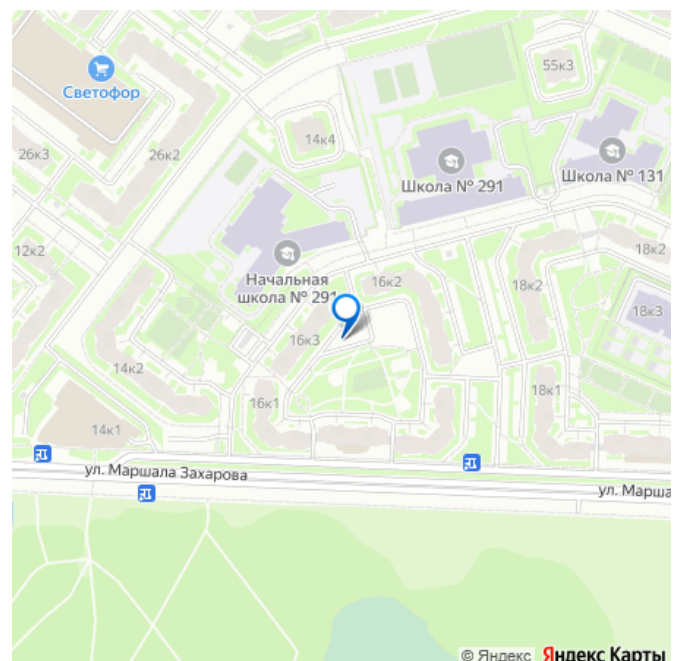 55к3
Светофор
14к4
26к3
26к2
Школа № 291
Школа № 131
12к2
18к2
Начальная
школа № 291
16к2
18к2
18к3
16к3
14к2
16к1
18к1
14к1
ул. Маршала Захарова
ул. Марша
© Яндекс Яндекс Карты